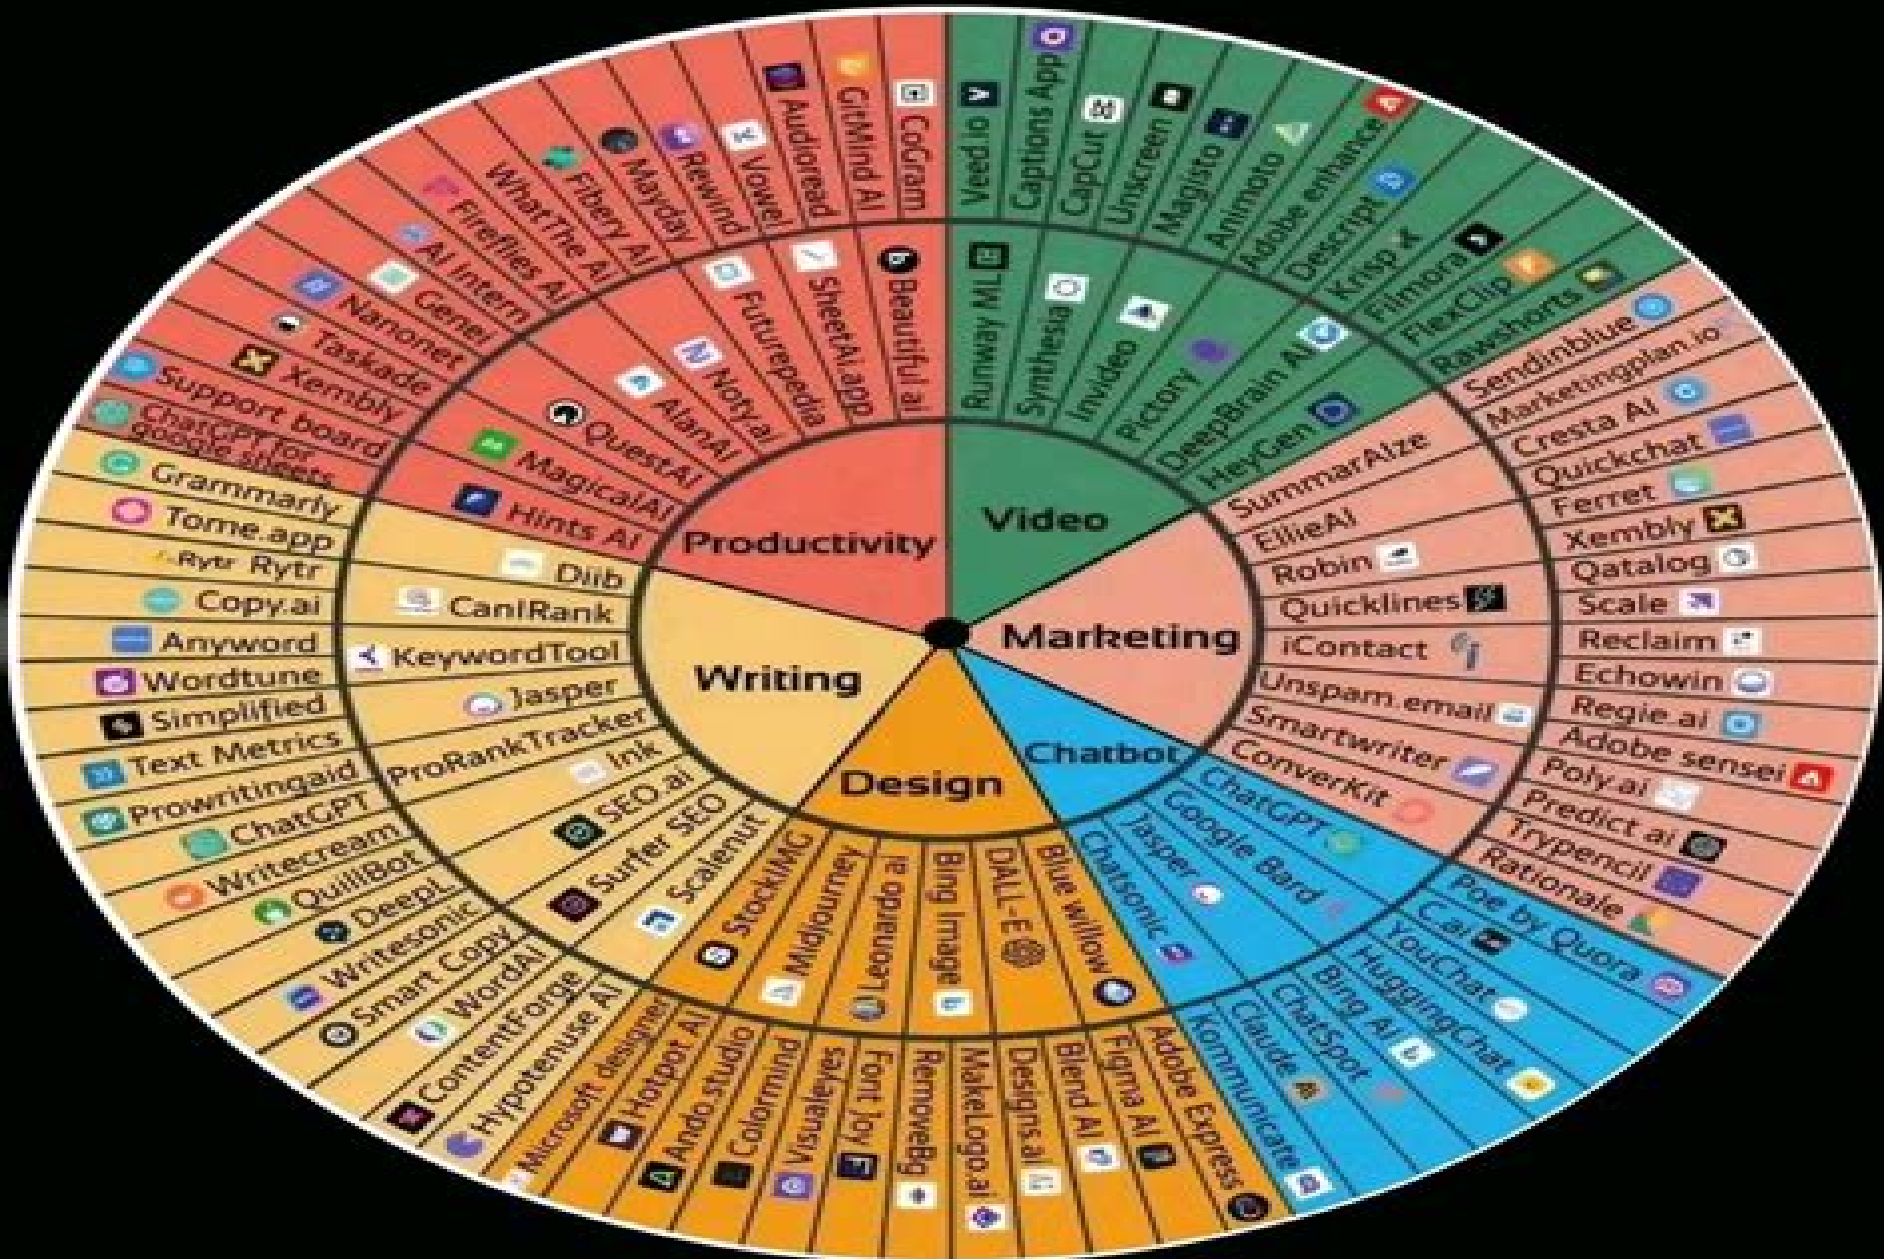 Productivity
Video
Marketing
Chatbot
Design
Writing
Hints AI
MagicalAI
QuestAI
AlanAI
Notyai
Futurepedia
SheetAI.app
Beautiful ai
Runway ML
Synthesia
Invideo
Pictory
DeepBrain AI
HeyGen
SummarAIze
EllieAI
Robin
Quicklines
iContact
Unspam.email
Smartwriter
ConverKit
ChatGPT
Google Bard
Jasper
Chatsonic
Blue willow
DALL-E
Bing Image
Leonardo ai
Midjourney
StockIMG
Scalenut
Surfer SEO
SEO.ai
Ink
ProRankTracker
Jasper
KeywordTool
CanIRank
Diib
ChatGPT for
google sheets
Support board
Xembly
Taskade
Nanonet
Genei
AI Intern
Fireflies AI
WhatThe AI
Fibery AI
Mayday
Rewind
Vowel
Audioread
GitMind AI
CoGram
Veed.io
Captions App
CapCut
Unscreen
Magisto
Animoto
Adobe enhance
Descript
Krisp
Filmora
FlexClip
Rawshorts
Sendinblue
Marketingplan.io
Cresta AI
Quickchat
Ferret
Xembly
Qatalog
Scale
Reclaim
Echowin
Regie.ai
Adobe sensei
Poly.ai
Predict ai
Trypencil
Rationale
Poe by Quora
C.ai
YouChat
HuggingChat
Bing AI
ChatSpot
Claude
Kommunicate
Adobe Express
Figma AI
Blend AI
Designs.ai
MakeLogo.ai
RemoveBg
Font Joy
Visualeyes
Colormind
Ando.studio
Hotpot AI
Microsoft designer
Hypotenuse AI
ContentForge
WordAI
Smart Copy
Writesonic
DeepL
QuillBot
Writecream
ChatGPT
Prowritingaid
Text Metrics
Simplified
Wordtune
Anyword
Copy.ai
Rytr Rytr
Tome.app
Grammarly